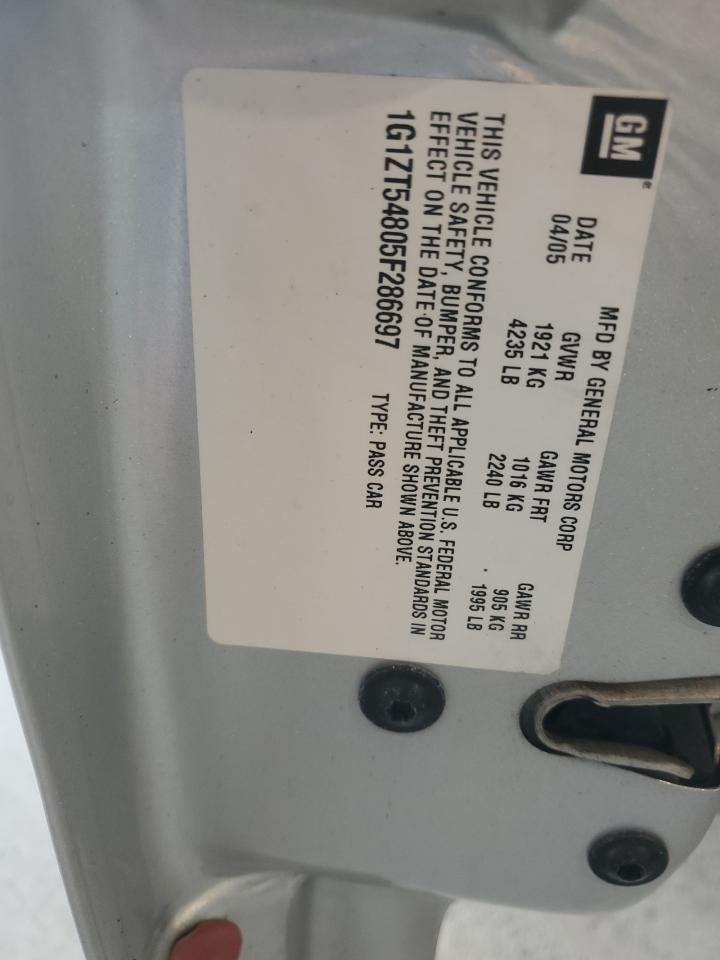 GM
MFD BY GENERAL MOTORS CORP
DATE GVWR GAWR FRT GAWR RR
04/05 1921 KG 1016 KG 905 KG
4235 LB 2240 LB 1995 LB
THIS VEHICLE CONFORMS TO ALL APPLICABLE U.S. FEDERAL MOTOR
VEHICLE SAFETY, BUMPER, AND THEFT PREVENTION STANDARDS IN
EFFECT ON THE DATE OF MANUFACTURE SHOWN ABOVE.
1G1ZT54805F286697 TYPE: PASS CAR